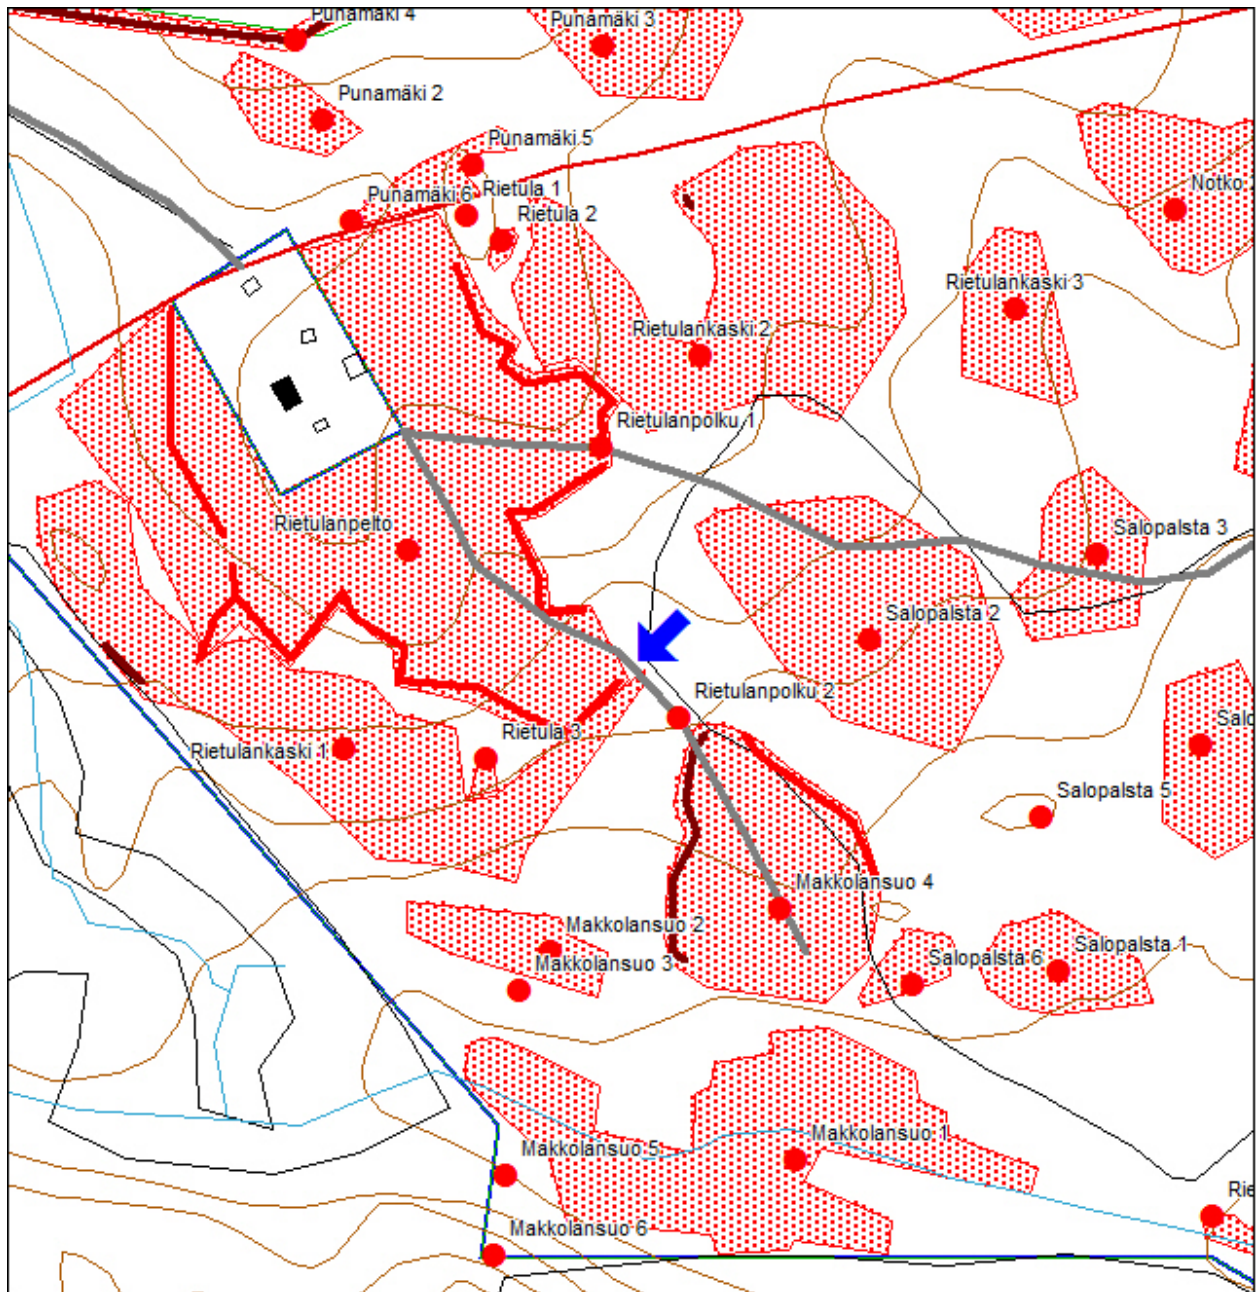 Punamäki 4
Punamäki 3
Punamäki 2
Punamäki 5
Punamäki 6
Rietula 1
Rietula 2
Notko
Rietulankaski 3
Rietulankaski 2
Rietulanpolku 1
Rietulanpelto
Salopalsta 3
Salopalsta 2
Rietulanpolku 2
Rietula 3
Rietulankaski 1
Salo
Salopalsta 5
Makkolansuo 4
Makkolansuo 2
Makkolansuo 3
Salopalsta 6
Salopalsta 1
Makkolansuo 1
Makkolansuo 5
Rie
Makkolansuo 6